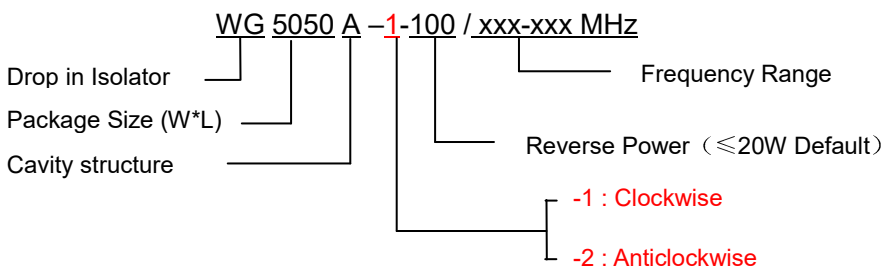 WG 5050 A –1-100 / xxx-xxx MHz
Drop in Isolator
Frequency Range
Package Size (W*L)
Reverse Power（≤20W Default）
Cavity structure
-1 : Clockwise
-2 : Anticlockwise